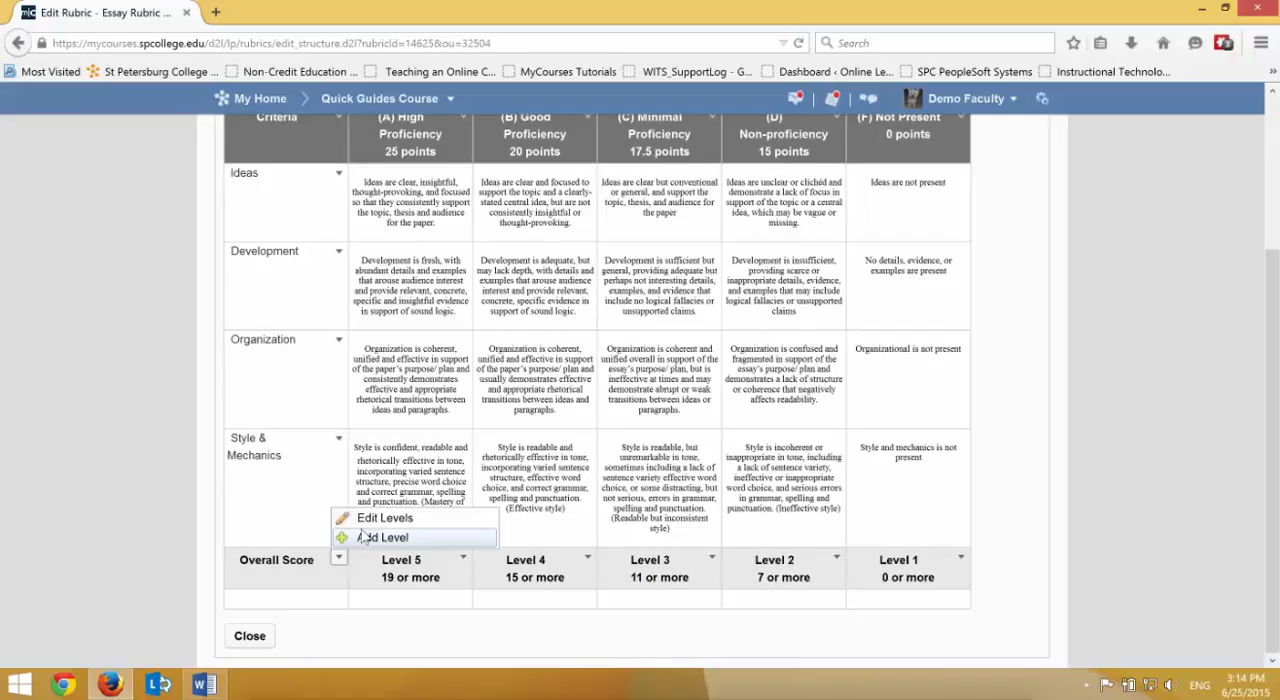 Edit Rubric - Essay Rubric ...
https://mycourses.spcollege.edu/d2l/lp/rubrics/edit_structure.d2l?rubricId=14625&ou=32504
Search
Most Visited
St Petersburg College ...
Non-Credit Education ...
Teaching an Online C...
MyCourses Tutorials
WITS_SupportLog - G...
Dashboard ‹ Online Le...
SPC PeopleSoft Systems
Instructional Technolo...
My Home
Quick Guides Course
Demo Faculty
Criteria
(A) High
Proficiency
25 points
(B) Good
Proficiency
20 points
(C) Minimal
Proficiency
17.5 points
(D)
Non-proficiency
15 points
(F) Not Present
0 points
Ideas
Ideas are clear, insightful,
thought-provoking, and focused
so that they consistently support
the topic, thesis and audience
for the paper.
Ideas are clear and focused to
support the topic and a clearly-
stated central idea, but are not
consistently insightful or
thought-provoking.
Ideas are clear but conventional
or general, and support the
topic, thesis, and audience for
the paper
Ideas are unclear or clichéd and
demonstrate a lack of focus in
support of the topic or a central
idea, which may be vague or
missing.
Ideas are not present
Development
Development is fresh, with
abundant details and examples
that arouse audience interest
and provide relevant, concrete,
specific and insightful evidence
in support of sound logic.
Development is adequate, but
may lack depth, with details and
examples that arouse audience
interest and provide relevant,
concrete, specific evidence in
support of sound logic.
Development is sufficient but
general, providing adequate but
perhaps not interesting details,
examples, and evidence that
include no logical fallacies or
unsupported claims.
Development is insufficient,
providing scarce or
inappropriate details, evidence,
and examples that may include
logical fallacies or unsupported
claims
No details, evidence, or
examples are present
Organization
Organization is coherent,
unified and effective in support
of the paper's purpose/ plan and
consistently demonstrates
effective and appropriate
rhetorical transitions between
ideas and paragraphs.
Organization is coherent,
unified and effective in support
of the paper's purpose/ plan and
usually demonstrates effective
and appropriate rhetorical
transitions between ideas and
paragraphs.
Organization is coherent and
unified overall in support of the
essay's purpose/ plan, but is
ineffective at times and may
demonstrate abrupt or weak
transitions between ideas or
paragraphs.
Organization is confused and
fragmented in support of the
essay's purpose/ plan and
demonstrates a lack of structure
or coherence that negatively
affects readability.
Organizational is not present
Style &
Mechanics
Style is confident, readable and
rhetorically effective in tone,
incorporating varied sentence
structure, precise word choice
and correct grammar, spelling
and punctuation. (Mastery of
Style is readable and
rhetorically effective in tone,
incorporating varied sentence
structure, effective word
choice, and correct grammar,
spelling and punctuation.
(Effective style)
Style is readable, but
unremarkable in tone,
sometimes including a lack of
sentence variety effective word
choice, or some distracting, but
not serious, errors in grammar,
spelling and punctuation.
(Readable but inconsistent
style)
Style is incoherent or
inappropriate in tone, including
a lack of sentence variety,
ineffective or inappropriate
word choice, and serious errors
in grammar, spelling and
punctuation. (Ineffective style)
Style and mechanics is not
present
Edit Levels
Add Level
Overall Score
Level 5
19 or more
Level 4
15 or more
Level 3
11 or more
Level 2
7 or more
Level 1
0 or more
Close
ENG
3:14 PM
6/25/2015